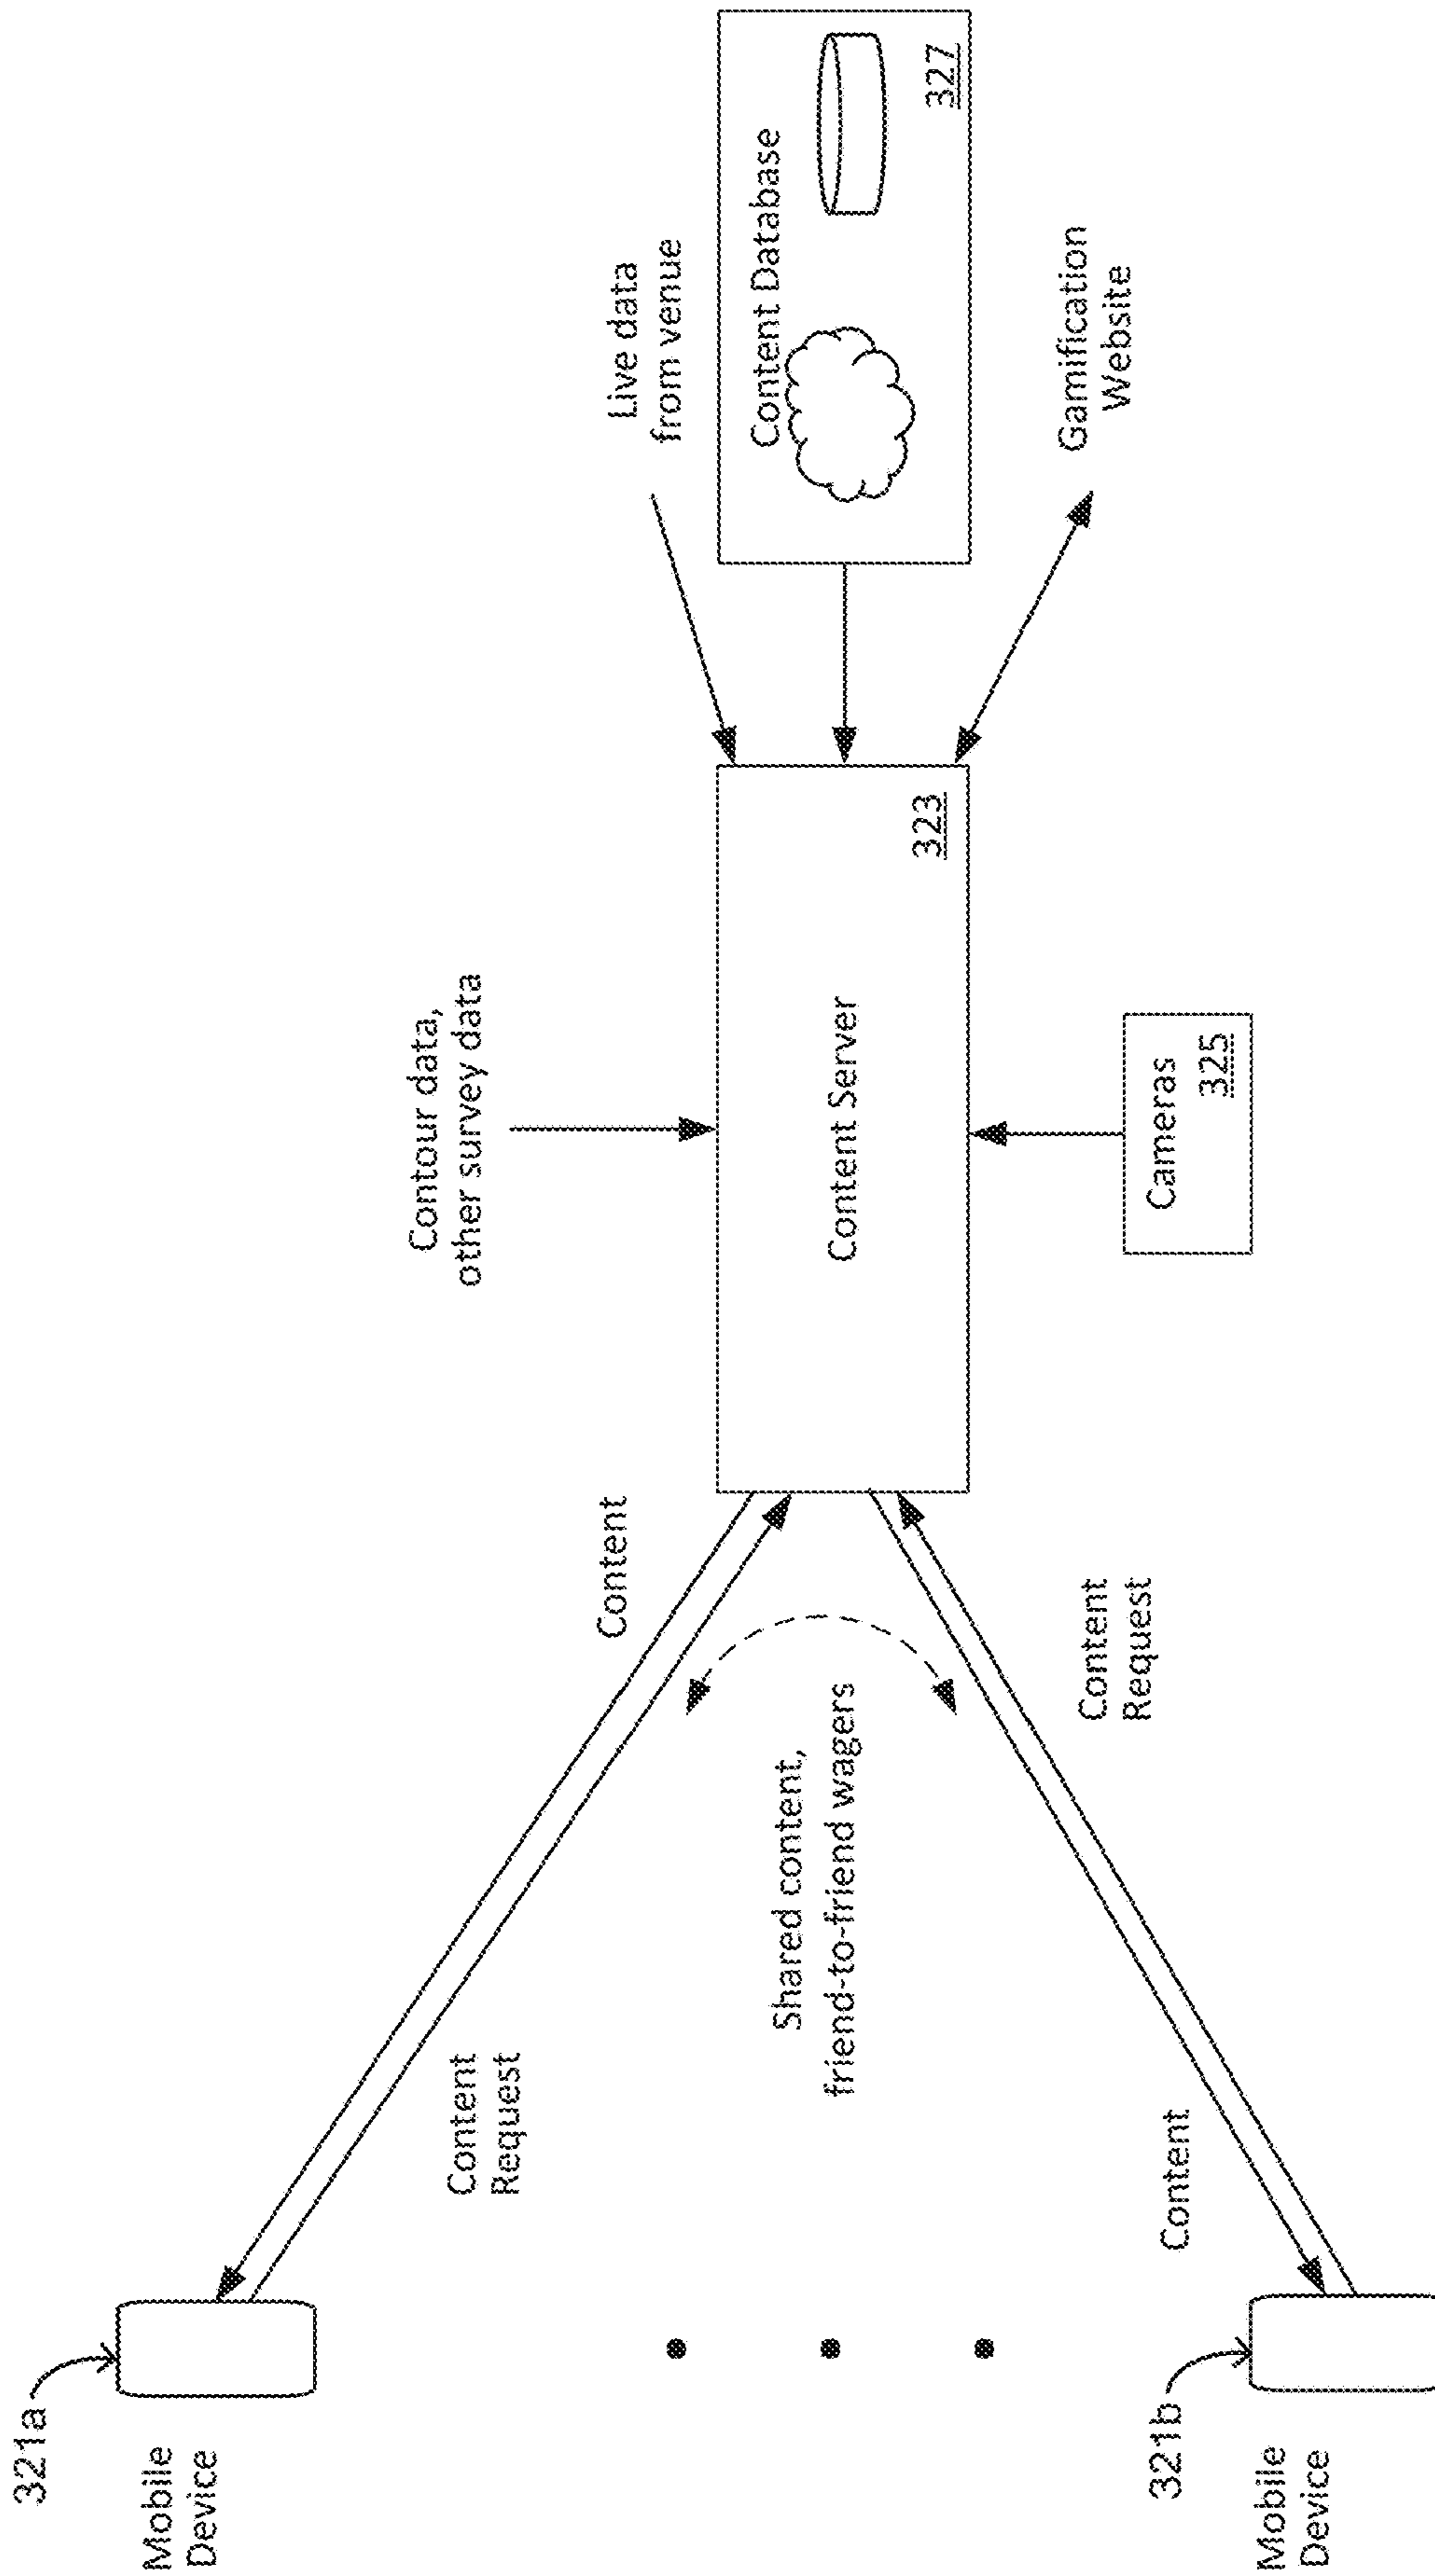 321a
Mobile
Device
Content
Request
Content
Contour data,
other survey data
Live data
from venue
Shared content,
friend-to-friend wagers
Content Server
323
Content Database
327
Cameras
325
Gamification
Website
321b
Mobile
Device
Content
Content
Request